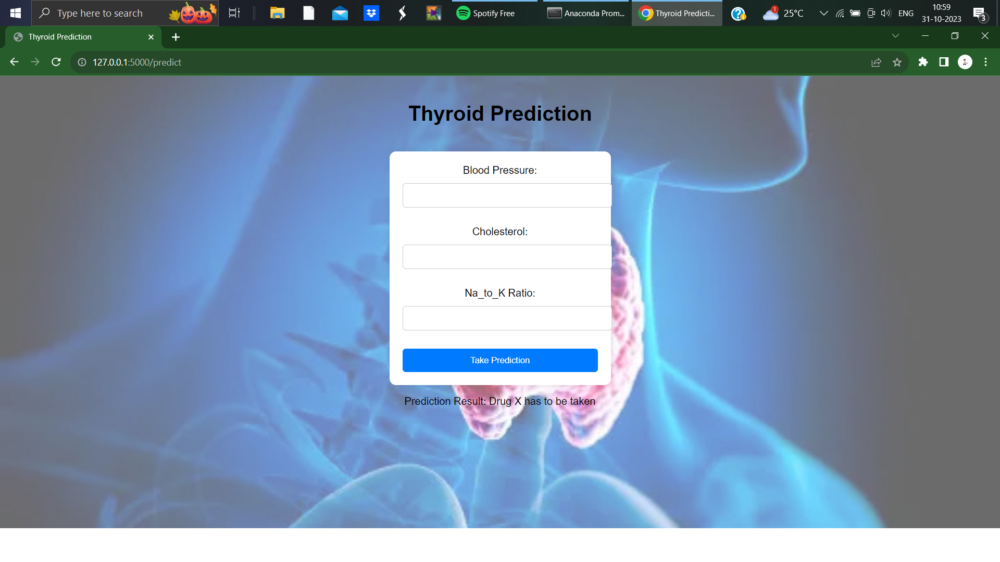 Type here to search
Spotify Free
Anaconda Prom...
Thyroid Predicti...
1
25°C
ENG
10:59
31-10-2023
3
Thyroid Prediction
127.0.0.1:5000/predict
Thyroid Prediction
Blood Pressure:
Cholesterol:
Na_to_K Ratio:
Take Prediction
Prediction Result: Drug X has to be taken